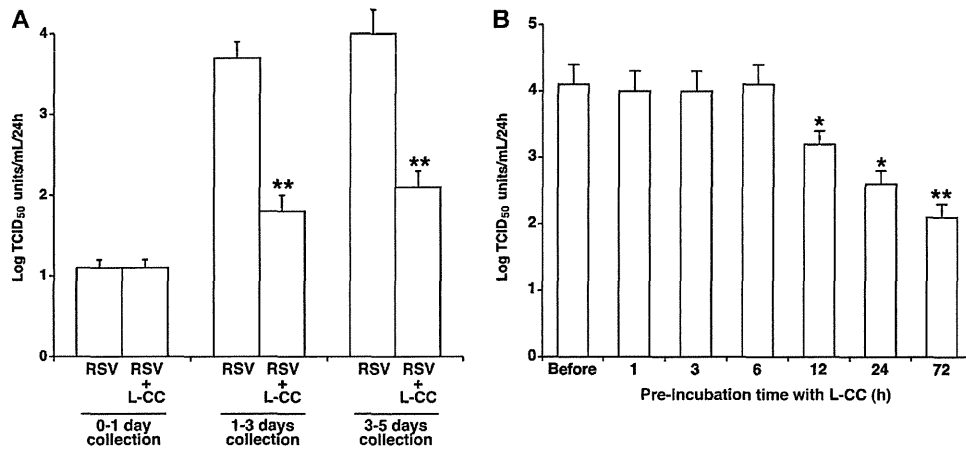 A
Log TCID50 units/mL/24h
4
3
2
1
0
**
**
RSV RSV + L-CC
RSV RSV + L-CC
RSV RSV + L-CC
0-1 day collection
1-3 days collection
3-5 days collection
B
Log TCID50 units/mL/24h
5
4
3
2
1
0
*
*
**
Before 1 3 6 12 24 72
Pre-Incubation time with L-CC (h)